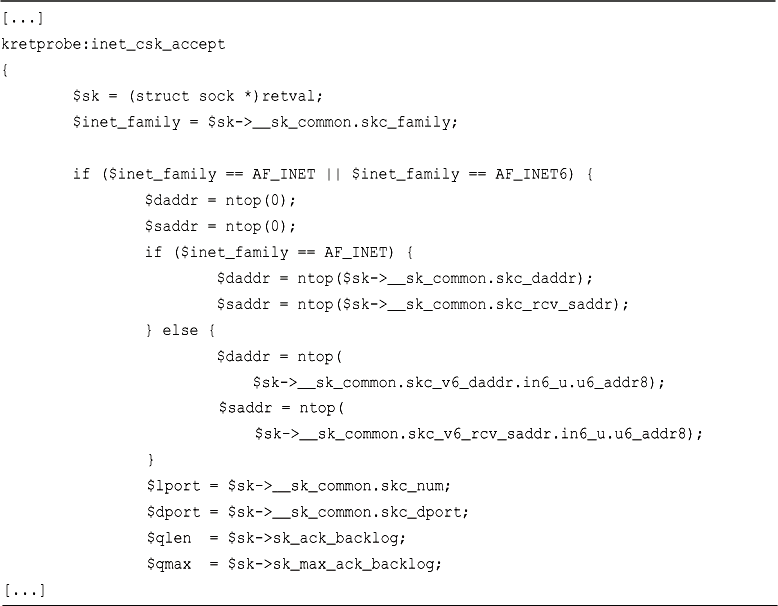 [...]
kretprobe:inet_csk_accept
{
        $sk = (struct sock *)retval;
        $inet_family = $sk->__sk_common.skc_family;

        if ($inet_family == AF_INET || $inet_family == AF_INET6) {
                $daddr = ntop(0);
                $saddr = ntop(0);
                if ($inet_family == AF_INET) {
                        $daddr = ntop($sk->__sk_common.skc_daddr);
                        $saddr = ntop($sk->__sk_common.skc_rcv_saddr);
                } else {
                        $daddr = ntop(
                            $sk->__sk_common.skc_v6_daddr.in6_u.u6_addr8);
                        $saddr = ntop(
                            $sk->__sk_common.skc_v6_rcv_saddr.in6_u.u6_addr8);
                }
                $lport = $sk->__sk_common.skc_num;
                $dport = $sk->__sk_common.skc_dport;
                $qlen  = $sk->sk_ack_backlog;
                $qmax  = $sk->sk_max_ack_backlog;
[...]